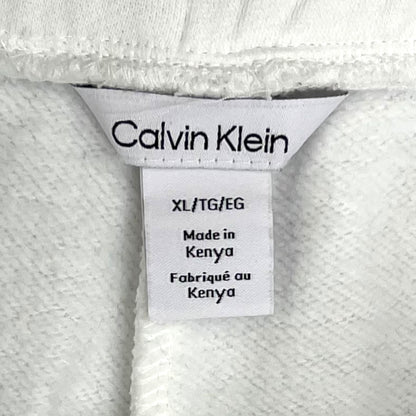 Calvin Klein
XL/TG/EG
Made in
Kenya
Fabriqué au
Kenya